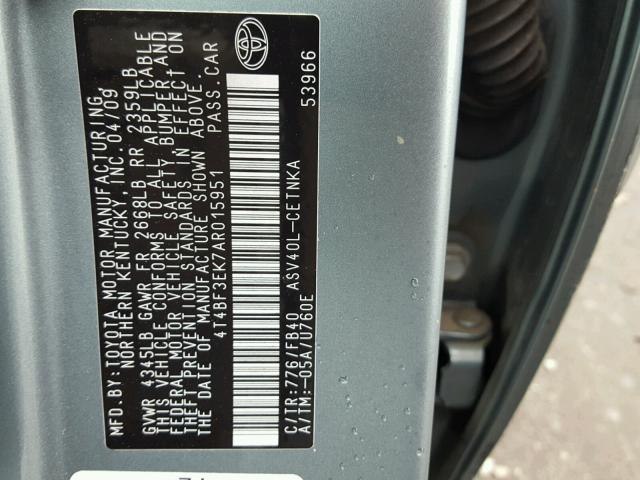 MFD. BY: TOYOTA MOTOR MANUFACTURING,
NORTHERN KENTUCKY, INC. 04/09
GVWR 4345LB GAWR FR 2668LB RR 2359LB
THIS VEHICLE CONFORMS TO ALL APPLICABLE
FEDERAL MOTOR VEHICLE SAFETY BUMPER, AND
THEFT PREVENTION STANDARDS IN EFFECT ON
THE DATE OF MANUFACTURE SHOWN ABOVE.
4T4BF3EK7AR015951 PASS. CAR
C/TR: 776/FB40 ASV40L-CETNKA
A/TM: -05A/U760E
53966